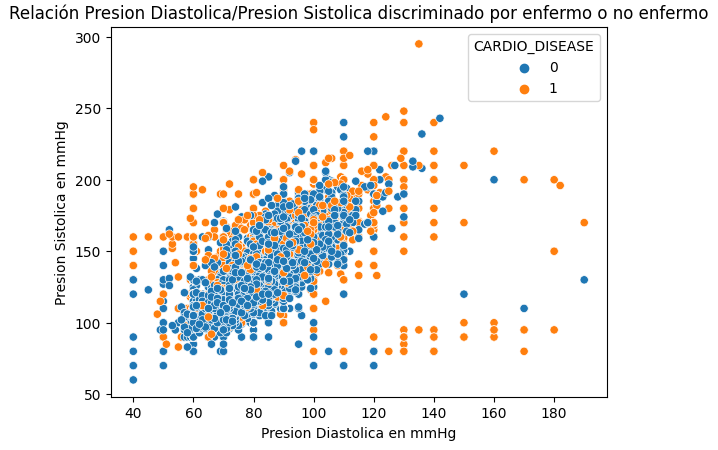 Relación Presion Diastolica/Presion Sistolica discriminado por enfermo o no enfermo
CARDIO_DISEASE
0
1
Presion Sistolica en mmHg
300
250
200
150
100
50
40 60 80 100 120 140 160 180
Presion Diastolica en mmHg